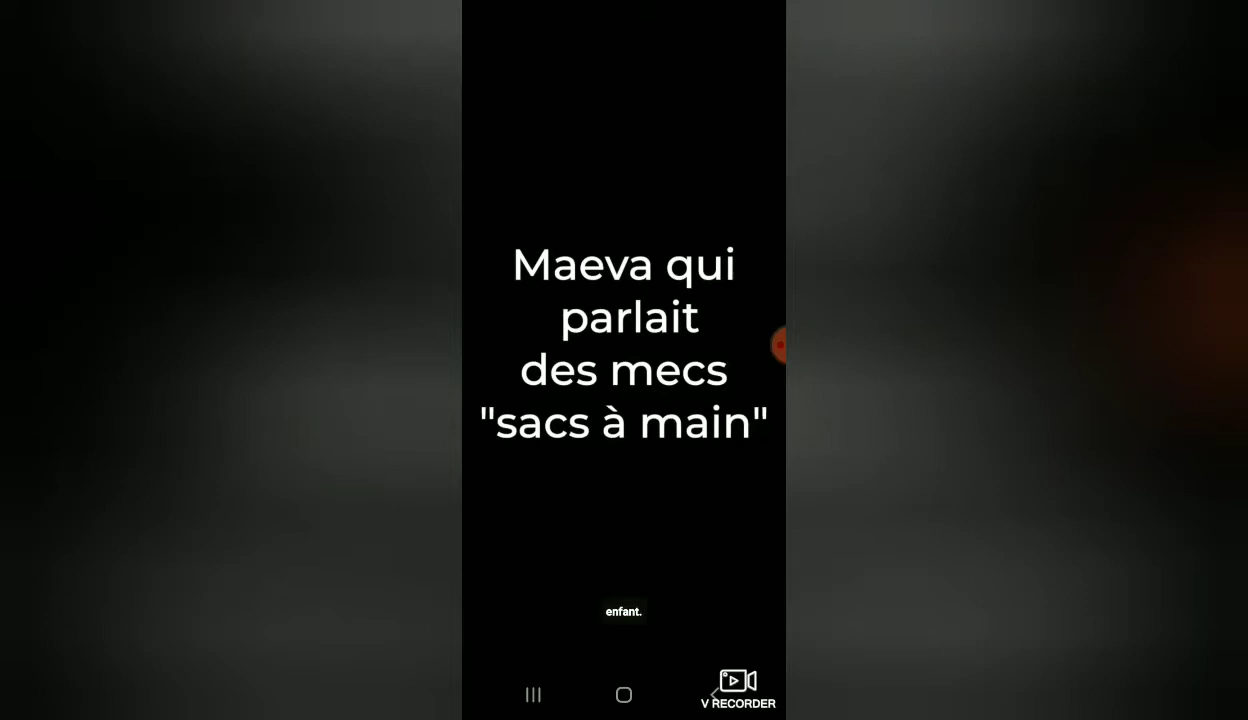 Maeva qui
parlait
des mecs
"sacs à main"
enfant.
V RECORDER